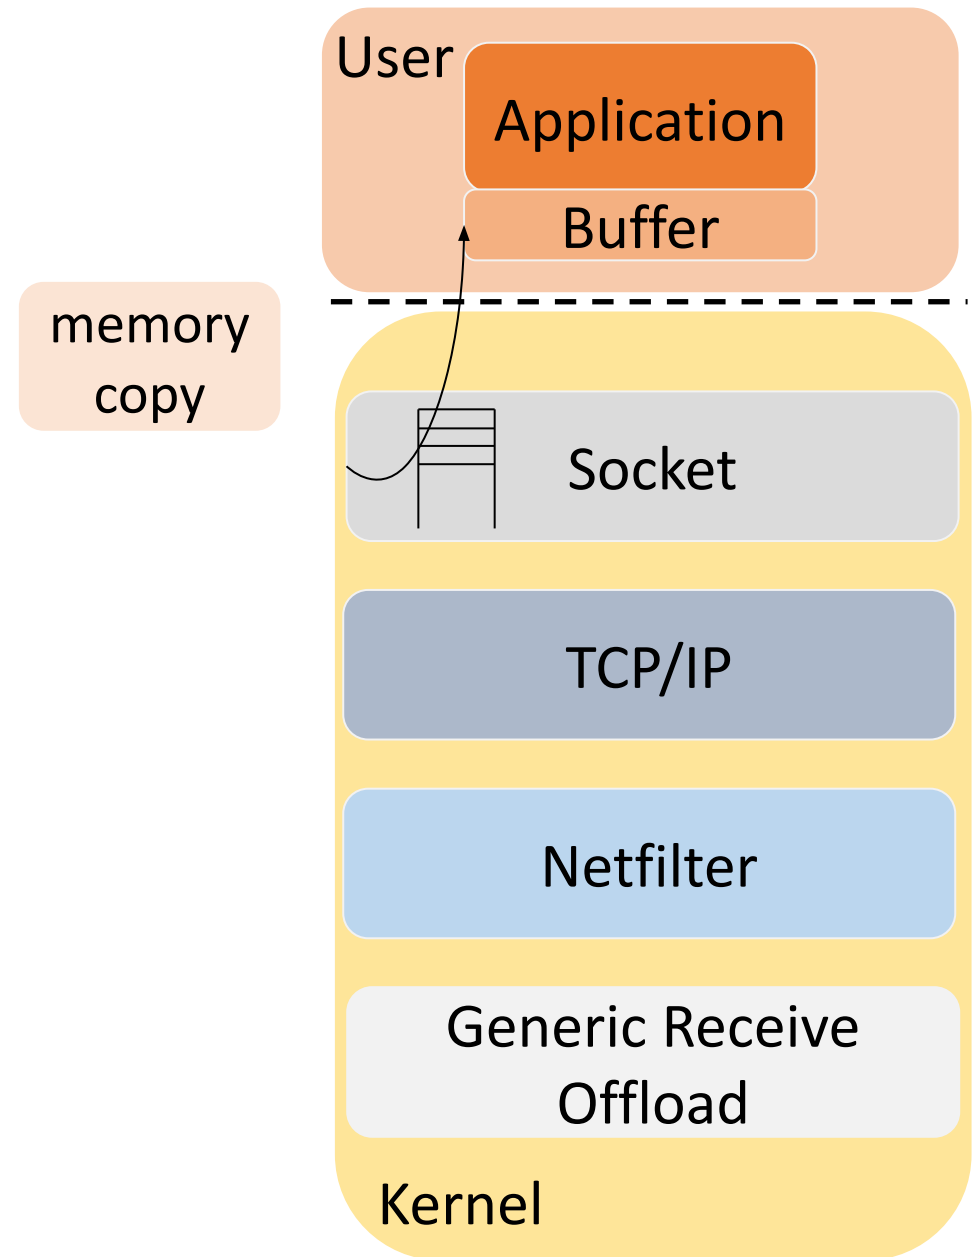 User
Application
Buffer
memory
copy
Socket
TCP/IP
Netfilter
Generic Receive
Offload
Kernel